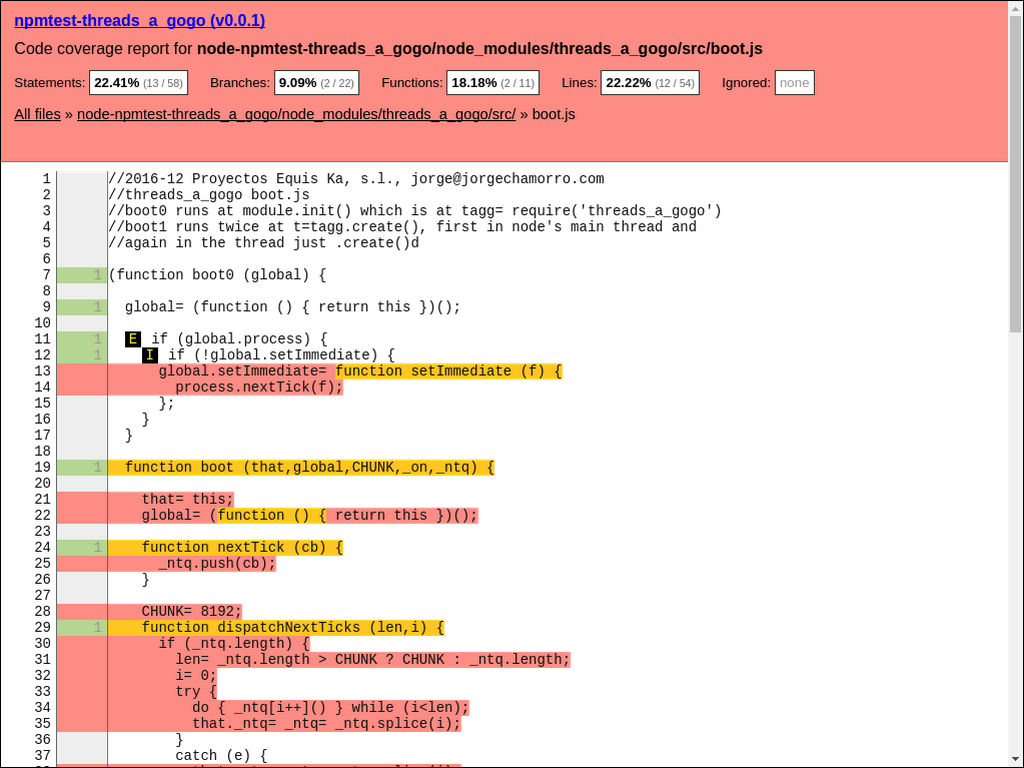 npmtest-threads_a_gogo (v0.0.1)
Code coverage report for node-npmtest-threads_a_gogo/node_modules/threads_a_gogo/src/boot.js
Statements: 22.41% (13 / 58) Branches: 9.09% (2 / 22) Functions: 18.18% (2 / 11) Lines: 22.22% (12 / 54) Ignored: none
All files » node-npmtest-threads_a_gogo/node_modules/threads_a_gogo/src/ » boot.js
1 //2016-12 Proyectos Equis Ka, s.l., jorge@jorgechamorro.com
2 //threads_a_gogo boot.js
3 //boot0 runs at module.init() which is at tagg= require('threads_a_gogo')
4 //boot1 runs twice at t=tagg.create(), first in node's main thread and
5 //again in the thread just .create()d
6
7 1 (function boot0 (global) {
8
9 1 global= (function () { return this })();
10
11 1 E if (global.process) {
12 1 I if (!global.setImmediate) {
13 global.setImmediate= function setImmediate (f) {
14 process.nextTick(f);
15 };
16 }
17 }
18
19 1 function boot (that,global,CHUNK,_on,_ntq) {
20
21 that= this;
22 global= (function () { return this })();
23
24 1 function nextTick (cb) {
25 _ntq.push(cb);
26 }
27
28 CHUNK= 8192;
29 1 function dispatchNextTicks (len,i) {
30 if (_ntq.length) {
31 len= _ntq.length > CHUNK ? CHUNK : _ntq.length;
32 i= 0;
33 try {
34 do { _ntq[i++]() } while (i<len);
35 that._ntq= _ntq= _ntq.splice(i);
36 }
37 catch (e) {